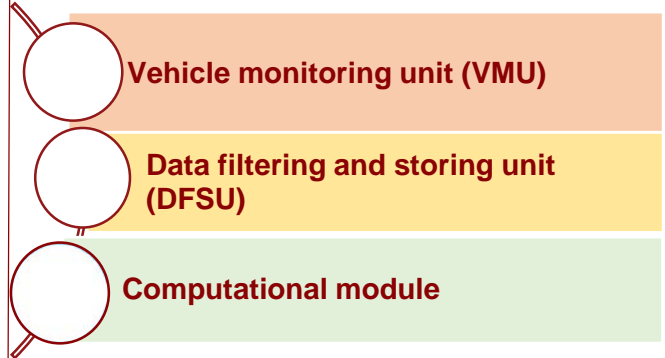 Vehicle monitoring unit (VMU)
Data filtering and storing unit
(DFSU)
Computational module